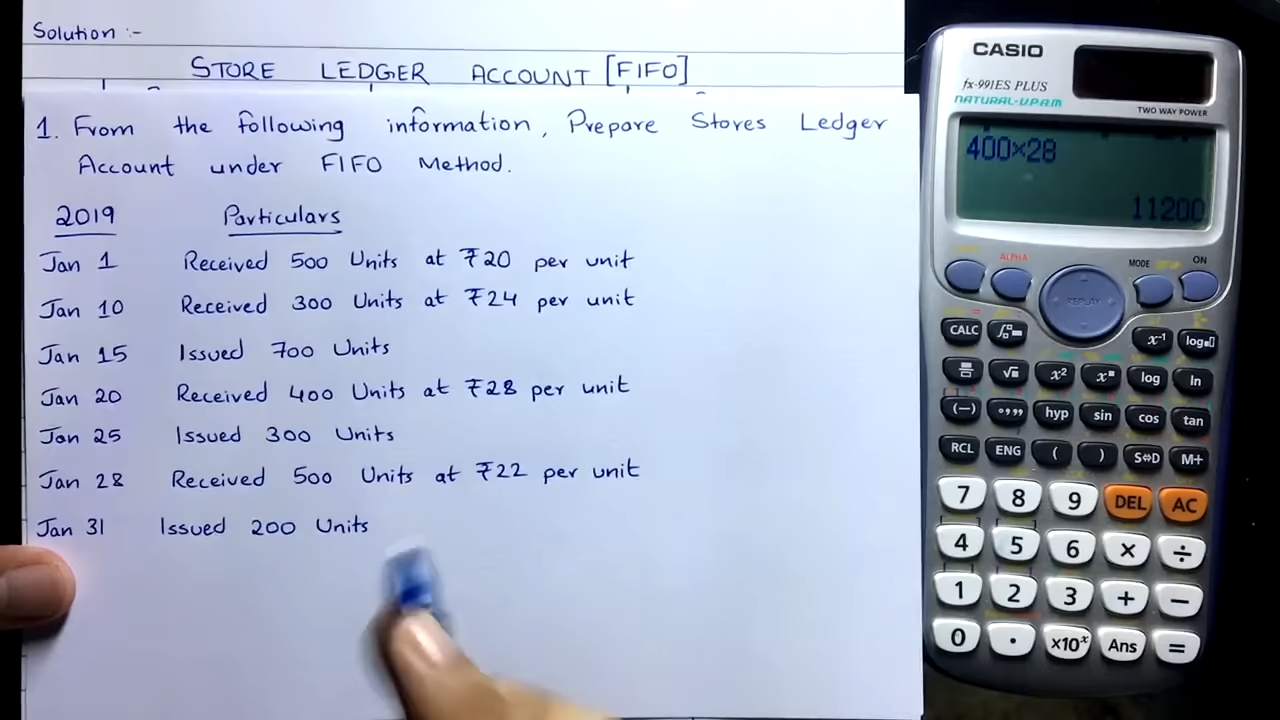 Solution :-
STORE LEDGER ACCOUNT [FIFO]
1. From the following information, Prepare Stores Ledger
Account under FIFO Method.
2019 Particulars
Jan 1 Received 500 Units at ₹20 per unit
Jan 10 Received 300 Units at ₹24 per unit
Jan 15 Issued 700 Units
Jan 20 Received 400 Units at ₹28 per unit
Jan 25 Issued 300 Units
Jan 28 Received 500 Units at ₹22 per unit
Jan 31 Issued 200 Units
CASIO
fx-991ES PLUS
NATURAL-V.P.A.M.
TWO WAY POWER
400×28
11200
ALPHA MODE ON
REPLAY
CALC x⁻¹ log
√ x² log ln
(−) hyp sin cos tan
RCL ENG ( ) S⇔D M+
7 8 9 DEL AC
4 5 6 × ÷
1 2 3 + −
0 . ×10ˣ Ans =